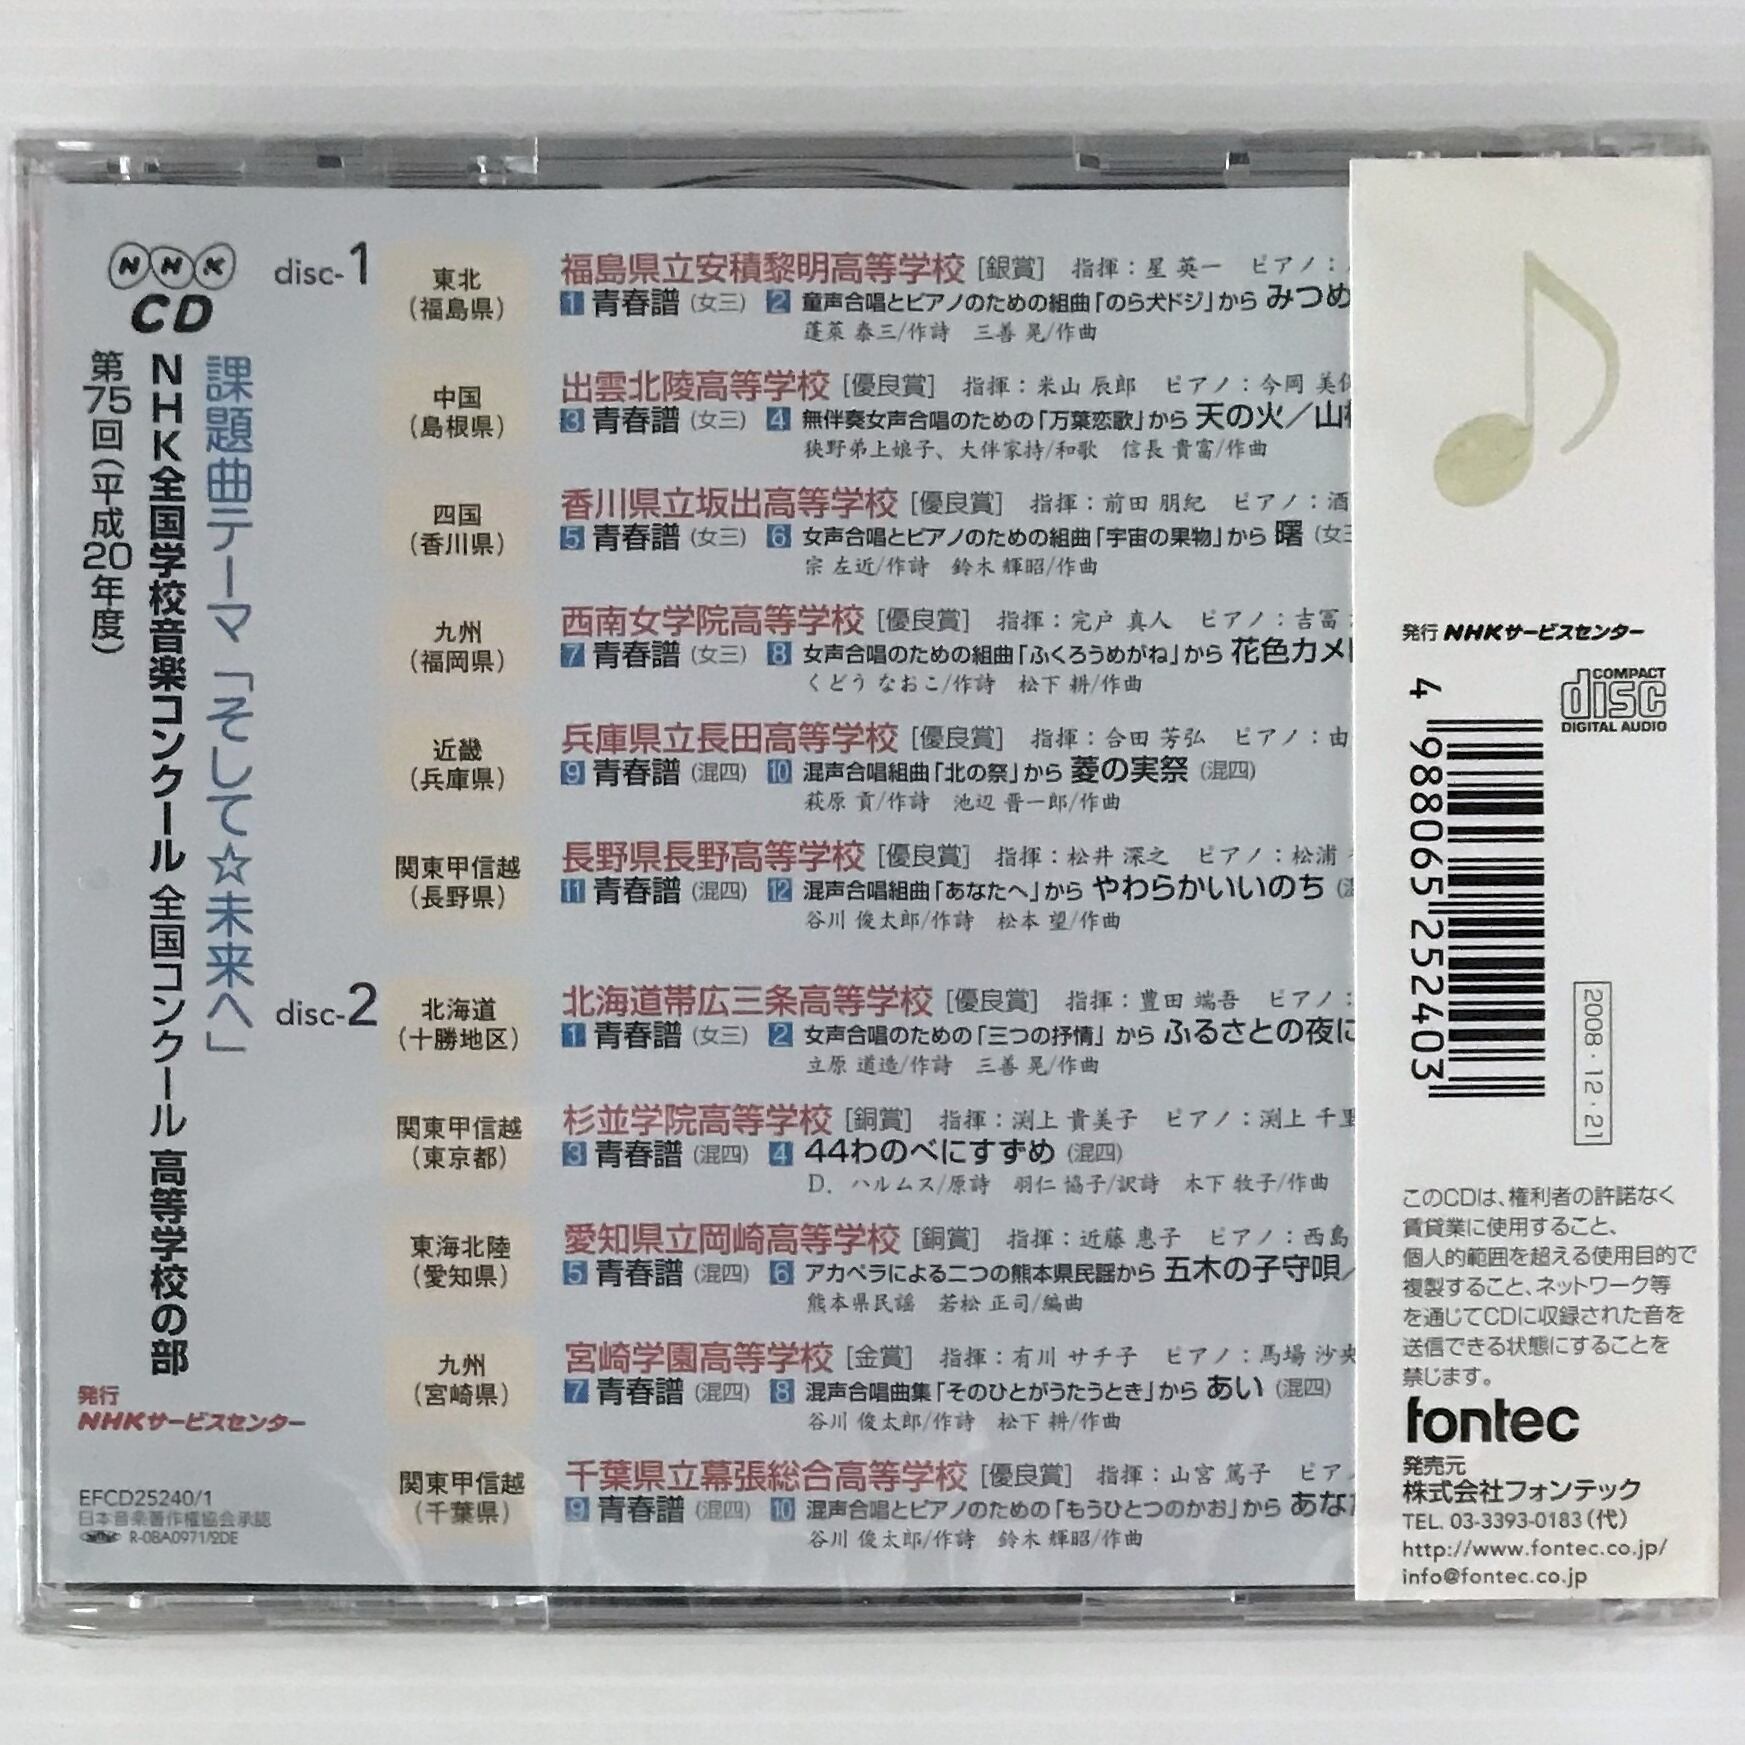 NHK
CD
課題曲テーマ「そして☆未来へ」
NHK全国学校音楽コンクール 全国コンクール 高等学校の部
第75回(平成20年度)
発行
NHKサービスセンター
EFCD25240/1
日本音楽著作権協会承認
R-08A0971/2DE
disc-1
東北
(福島県)
福島県立安積黎明高等学校 [銀賞] 指揮:星 英一 ピアノ:
1 青春譜 (女三) 2 童声合唱とピアノのための組曲「のら犬ドジ」から みつめ
蓬莱 泰三/作詩 三善 晃/作曲
中国
(島根県)
出雲北陵高等学校 [優良賞] 指揮:米山 辰郎 ピアノ:今岡 美
3 青春譜 (女三) 4 無伴奏女声合唱のための「万葉恋歌」から 天の火/山
狭野弟上娘子、大伴家持/和歌 信長 貴富/作曲
四国
(香川県)
香川県立坂出高等学校 [優良賞] 指揮:前田 朋紀 ピアノ:酒
5 青春譜 (女三) 6 女声合唱とピアノのための組曲「宇宙の果物」から 曙 (女三
宗 左近/作詩 鈴木 輝昭/作曲
九州
(福岡県)
西南女学院高等学校 [優良賞] 指揮:宍戸 真人 ピアノ:吉冨
7 青春譜 (女三) 8 女声合唱のための組曲「ふくろうめがね」から 花色カメ
くどう なおこ/作詩 松下 耕/作曲
近畿
(兵庫県)
兵庫県立長田高等学校 [優良賞] 指揮:合田 芳弘 ピアノ:由
9 青春譜 (混四) 10 混声合唱組曲「北の祭」から 菱の実祭 (混四)
萩原 貢/作詩 池辺 晋一郎/作曲
関東甲信越
(長野県)
長野県長野高等学校 [優良賞] 指揮:松井 深之 ピアノ:松浦
11 青春譜 (混四) 12 混声合唱組曲「あなたへ」から やわらかいいのち
谷川 俊太郎/作詩 松本 望/作曲
disc-2
北海道
(十勝地区)
北海道帯広三条高等学校 [優良賞] 指揮:豊田 端吾 ピアノ:
1 青春譜 (女三) 2 女声合唱のための「三つの抒情」から ふるさとの夜に
立原 道造/作詩 三善 晃/作曲
関東甲信越
(東京都)
杉並学院高等学校 [銅賞] 指揮:渕上 貴美子 ピアノ:渕上 千里
3 青春譜 (混四) 4 44わのべにすずめ (混四)
D. ハルムス/原詩 羽仁 協子/訳詩 木下 牧子/作曲
東海北陸
(愛知県)
愛知県立岡崎高等学校 [銅賞] 指揮:近藤 惠子 ピアノ:西島
5 青春譜 (混四) 6 アカペラによる二つの熊本県民謡から 五木の子守唄/
熊本県民謡 若松 正司/編曲
九州
(宮崎県)
宮崎学園高等学校 [金賞] 指揮:有川 サチ子 ピアノ:馬場 沙央
7 青春譜 (混四) 8 混声合唱曲集「そのひとがうたうとき」から あい (混四)
谷川 俊太郎/作詩 松下 耕/作曲
関東甲信越
(千葉県)
千葉県立幕張総合高等学校 [優良賞] 指揮:山宮 篤子 ピア
9 青春譜 (混四) 10 混声合唱とピアノのための「もうひとつのかお」から あな
谷川 俊太郎/作詩 鈴木 輝昭/作曲
発行 NHKサービスセンター
COMPACT
disc
DIGITAL AUDIO
4 988065 252403
2008・12・21
このCDは、権利者の許諾なく
賃貸業に使用すること、
個人的範囲を超える使用目的で
複製すること、ネットワーク等
を通じてCDに収録された音を
送信できる状態にすることを
禁じます。
fontec
発売元
株式会社フォンテック
TEL. 03-3393-0183(代)
http://www.fontec.co.jp/
info@fontec.co.jp